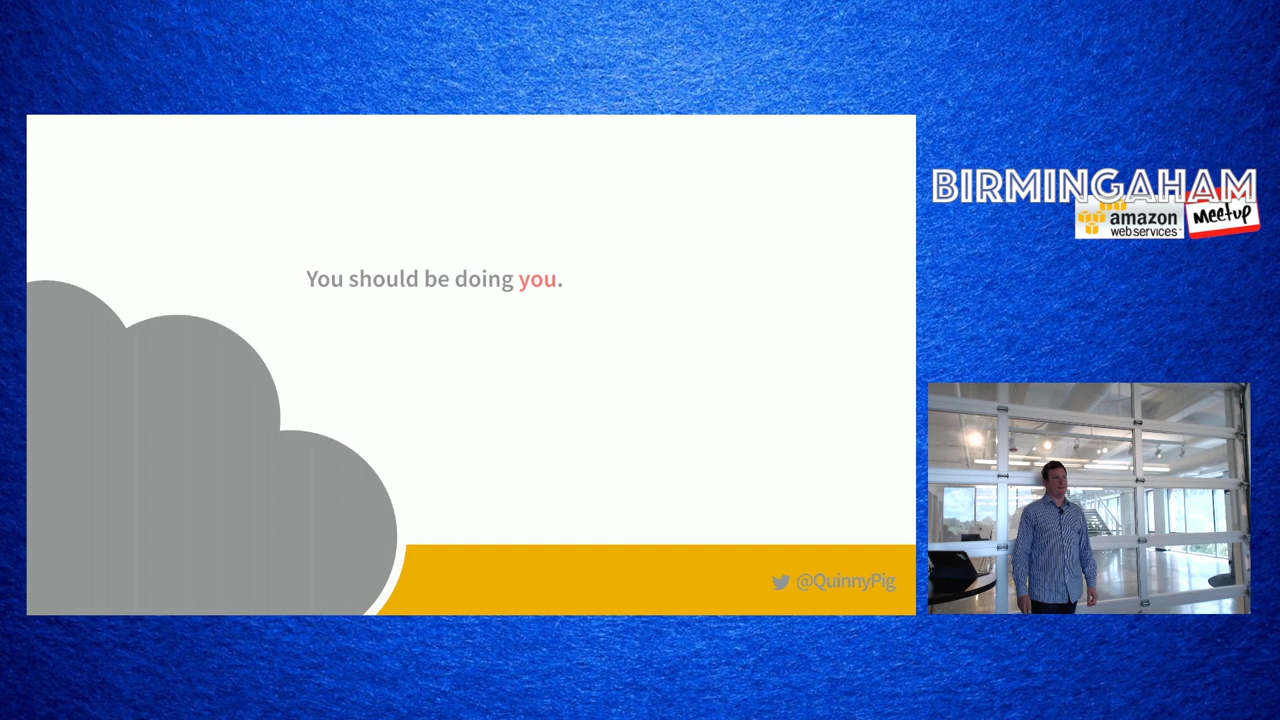 You should be doing you.
@QuinnyPig
BIRMINGAHAM
amazon
web services
Meetup